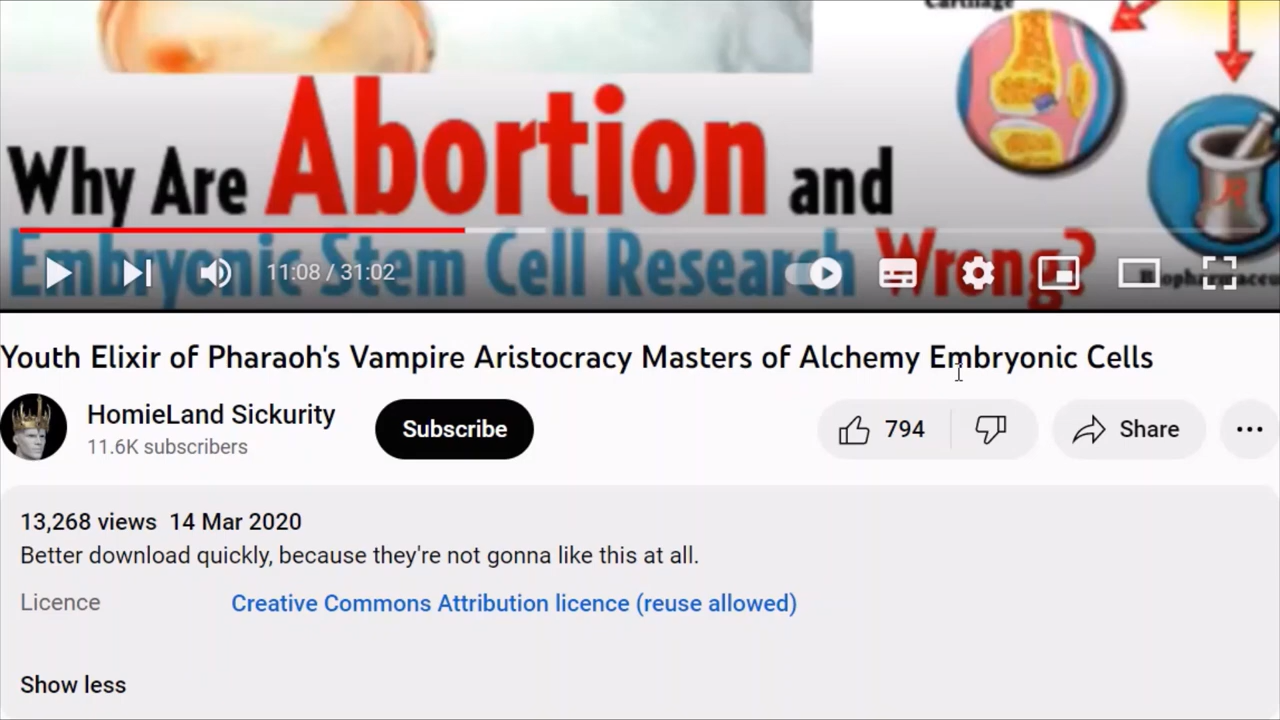 Cartilage
Why Are Abortion and
Embryonic Stem Cell Research Wrong?
11:08 / 31:02
Youth Elixir of Pharaoh's Vampire Aristocracy Masters of Alchemy Embryonic Cells
HomieLand Sickurity
11.6K subscribers
Subscribe
794
Share
13,268 views 14 Mar 2020
Better download quickly, because they're not gonna like this at all.
Licence
Creative Commons Attribution licence (reuse allowed)
Show less